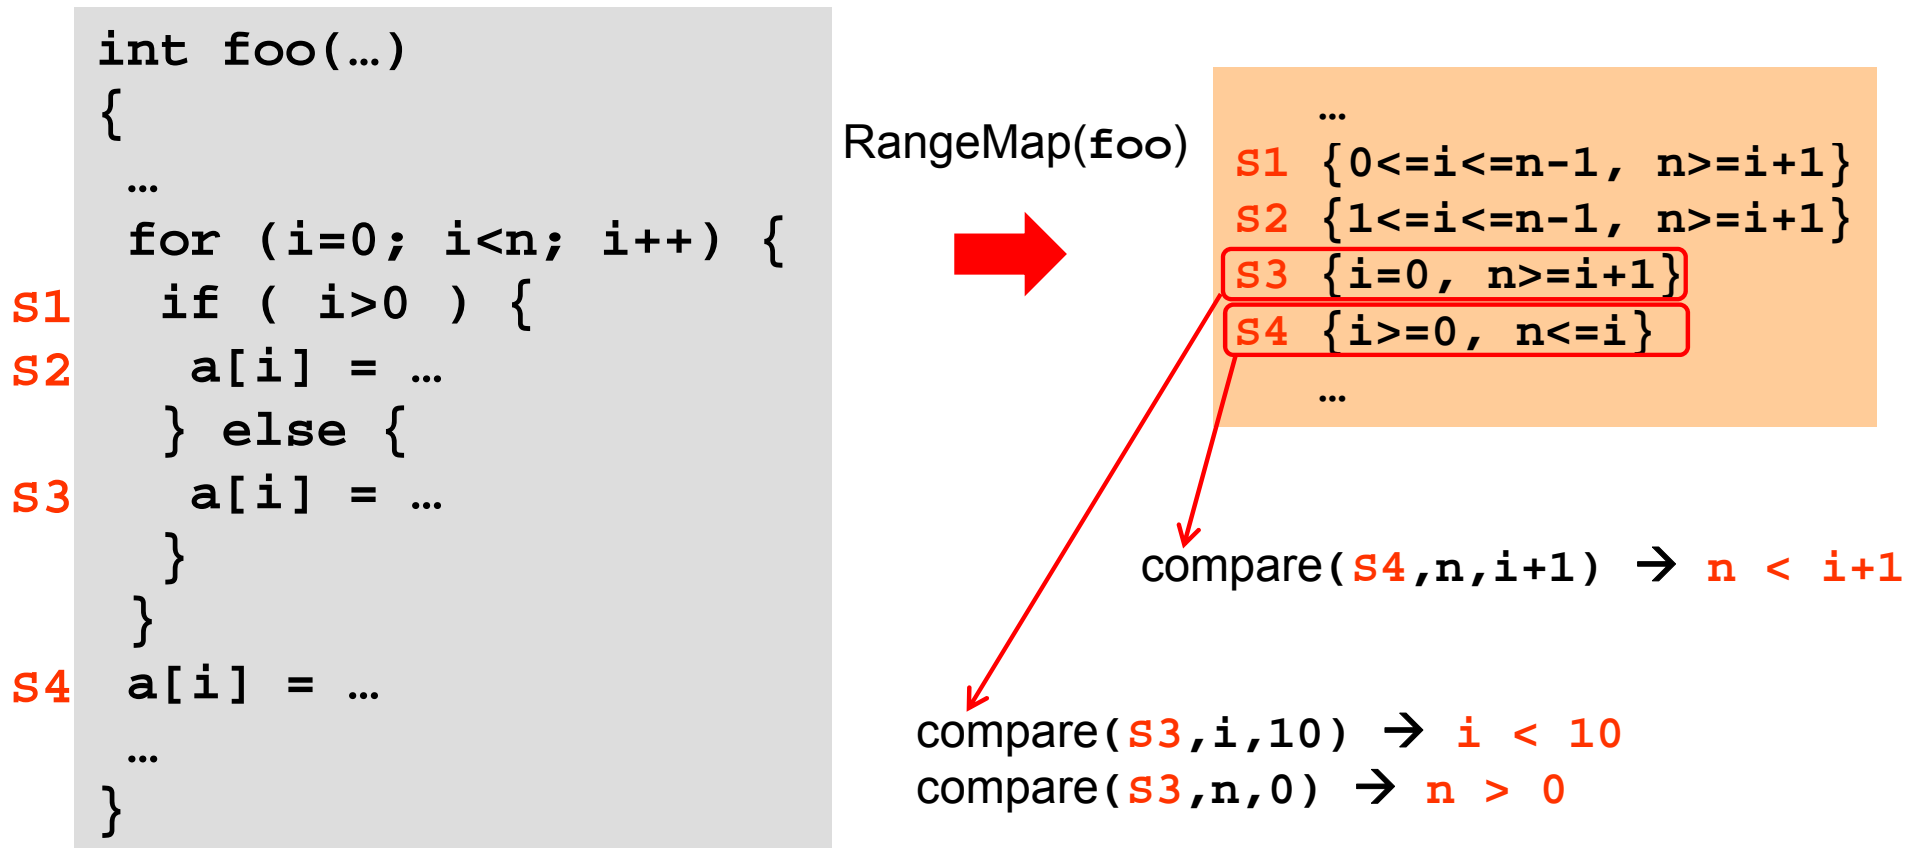 int foo(…)
{
…
for (i=0; i<n; i++) {
S1 if ( i>0 ) {
S2 a[i] = …
} else {
S3 a[i] = …
}
}
S4 a[i] = …
…
}
RangeMap(foo)
…
S1 {0<=i<=n-1, n>=i+1}
S2 {1<=i<=n-1, n>=i+1}
S3 {i=0, n>=i+1}
S4 {i>=0, n<=i}
…
compare(S4,n,i+1) → n < i+1
compare(S3,i,10) → i < 10
compare(S3,n,0) → n > 0